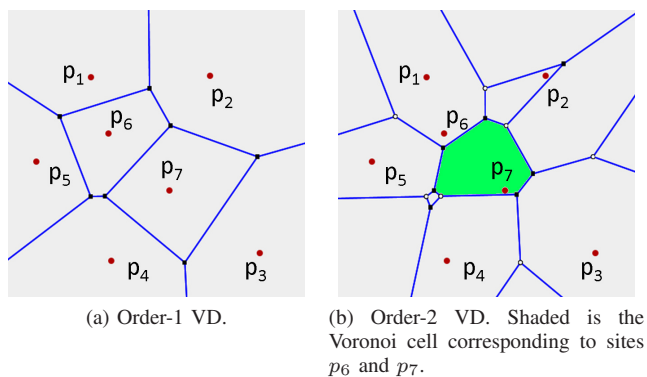 p1
p2
p6
p5
p7
p4
p3
p1
p2
p6
p5
p7
p4
p3
(a) Order-1 VD.
(b) Order-2 VD. Shaded is the
Voronoi cell corresponding to sites
p6 and p7.